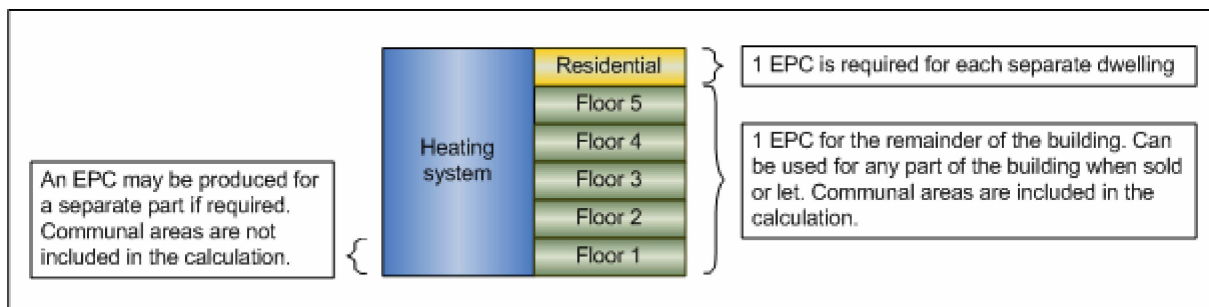 Residential
1 EPC is required for each separate dwelling
Floor 5
Floor 4
Floor 3
Floor 2
Floor 1
Heating
system
1 EPC for the remainder of the building. Can
be used for any part of the building when sold
or let. Communal areas are included in the
calculation.
An EPC may be produced for
a separate part if required.
Communal areas are not
included in the calculation.